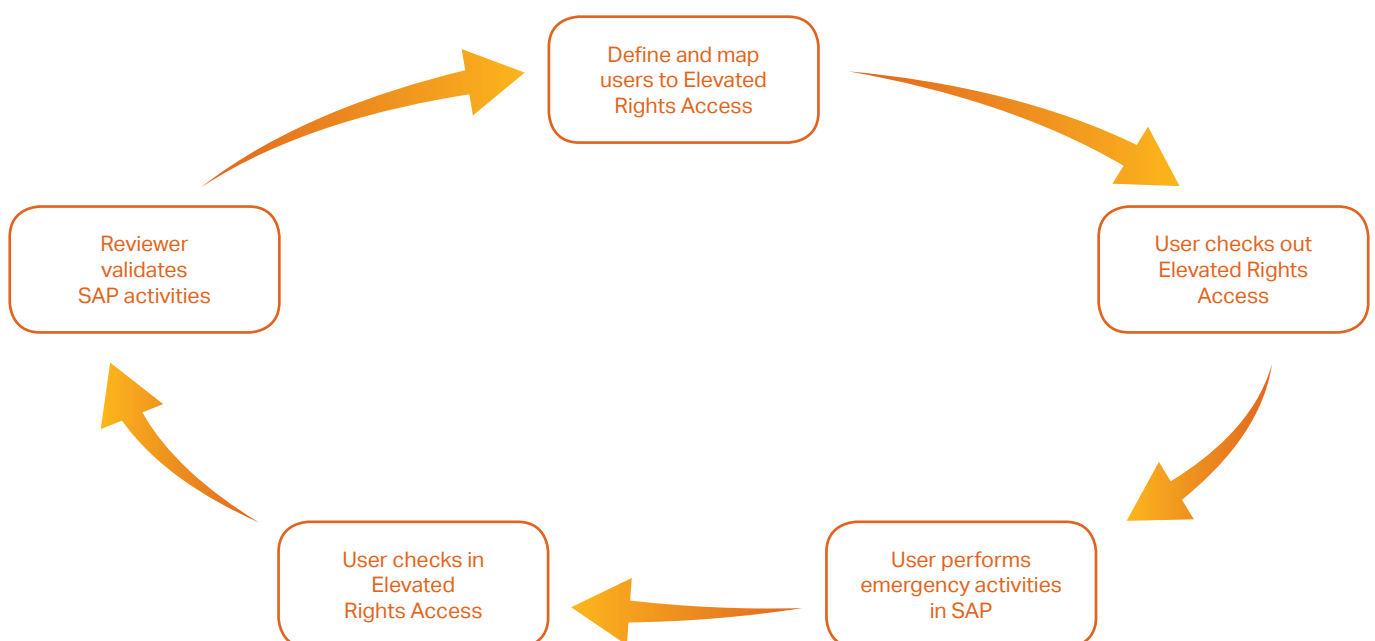 Define and map
users to Elevated
Rights Access
User checks out
Elevated Rights
Access
User performs
emergency activities
in SAP
User checks in
Elevated
Rights Access
Reviewer
validates
SAP activities